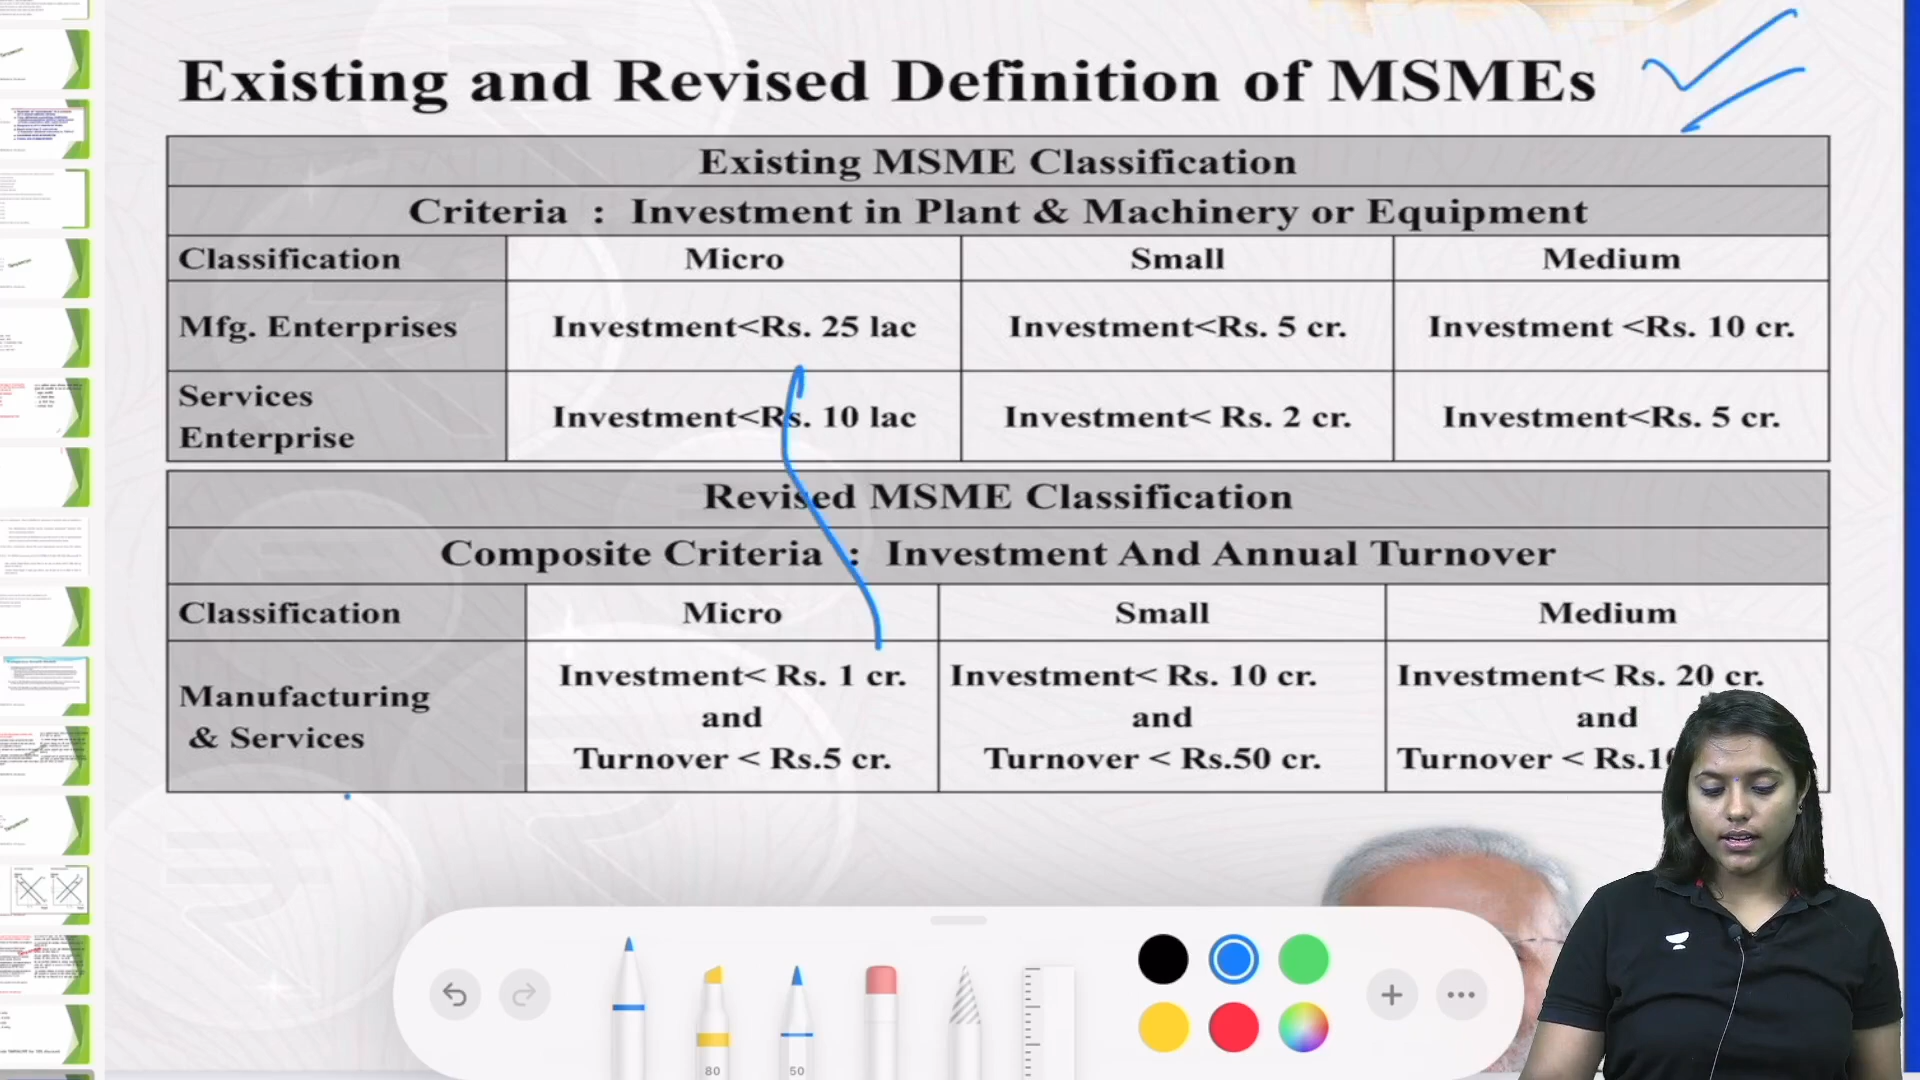 Existing and Revised Definition of MSMEs
Existing MSME Classification
Criteria : Investment in Plant & Machinery or Equipment
Classification Micro Small Medium
Mfg. Enterprises Investment<Rs. 25 lac Investment<Rs. 5 cr. Investment <Rs. 10 cr.
Services
Enterprise Investment<Rs. 10 lac Investment< Rs. 2 cr. Investment<Rs. 5 cr.
Revised MSME Classification
Composite Criteria : Investment And Annual Turnover
Classification Micro Small Medium
Manufacturing
& Services
Investment< Rs. 1 cr.
and
Turnover < Rs.5 cr.
Investment< Rs. 10 cr.
and
Turnover < Rs.50 cr.
Investment< Rs. 20 cr.
and
Turnover <
80
50